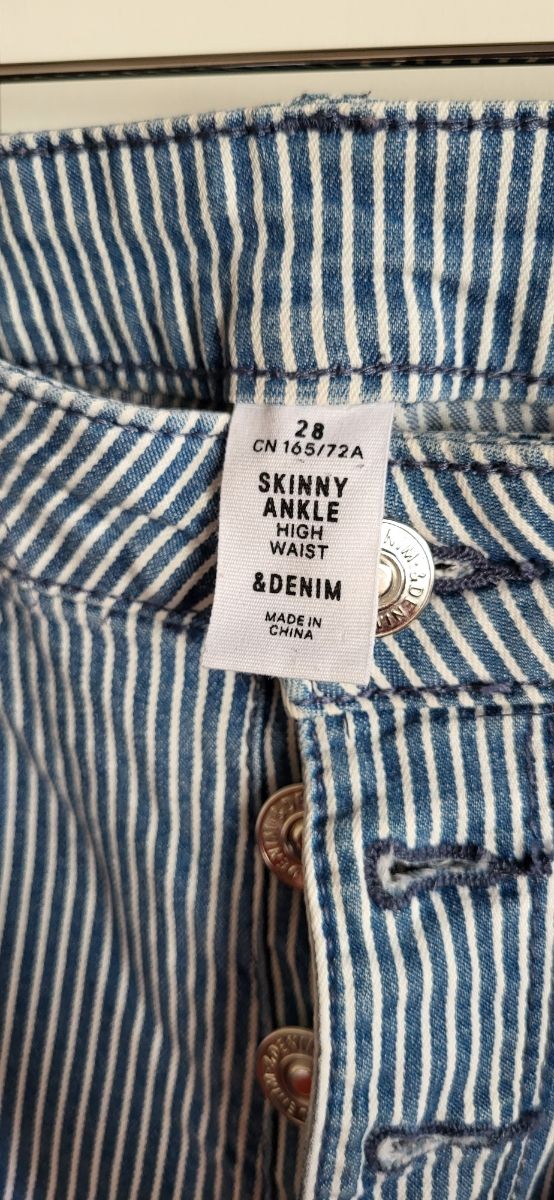 28
CN 165/72A
SKINNY
ANKLE
HIGH
WAIST
&DENIM
MADE IN
CHINA